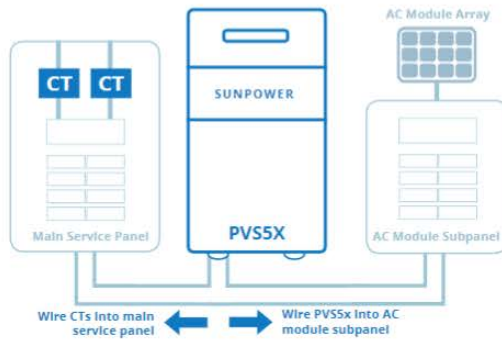 AC Module Array
CT CT
SUNPOWER
Main Service Panel
PVS5X
AC Module Subpanel
Wire CTs into main
service panel
Wire PVS5x into AC
module subpanel